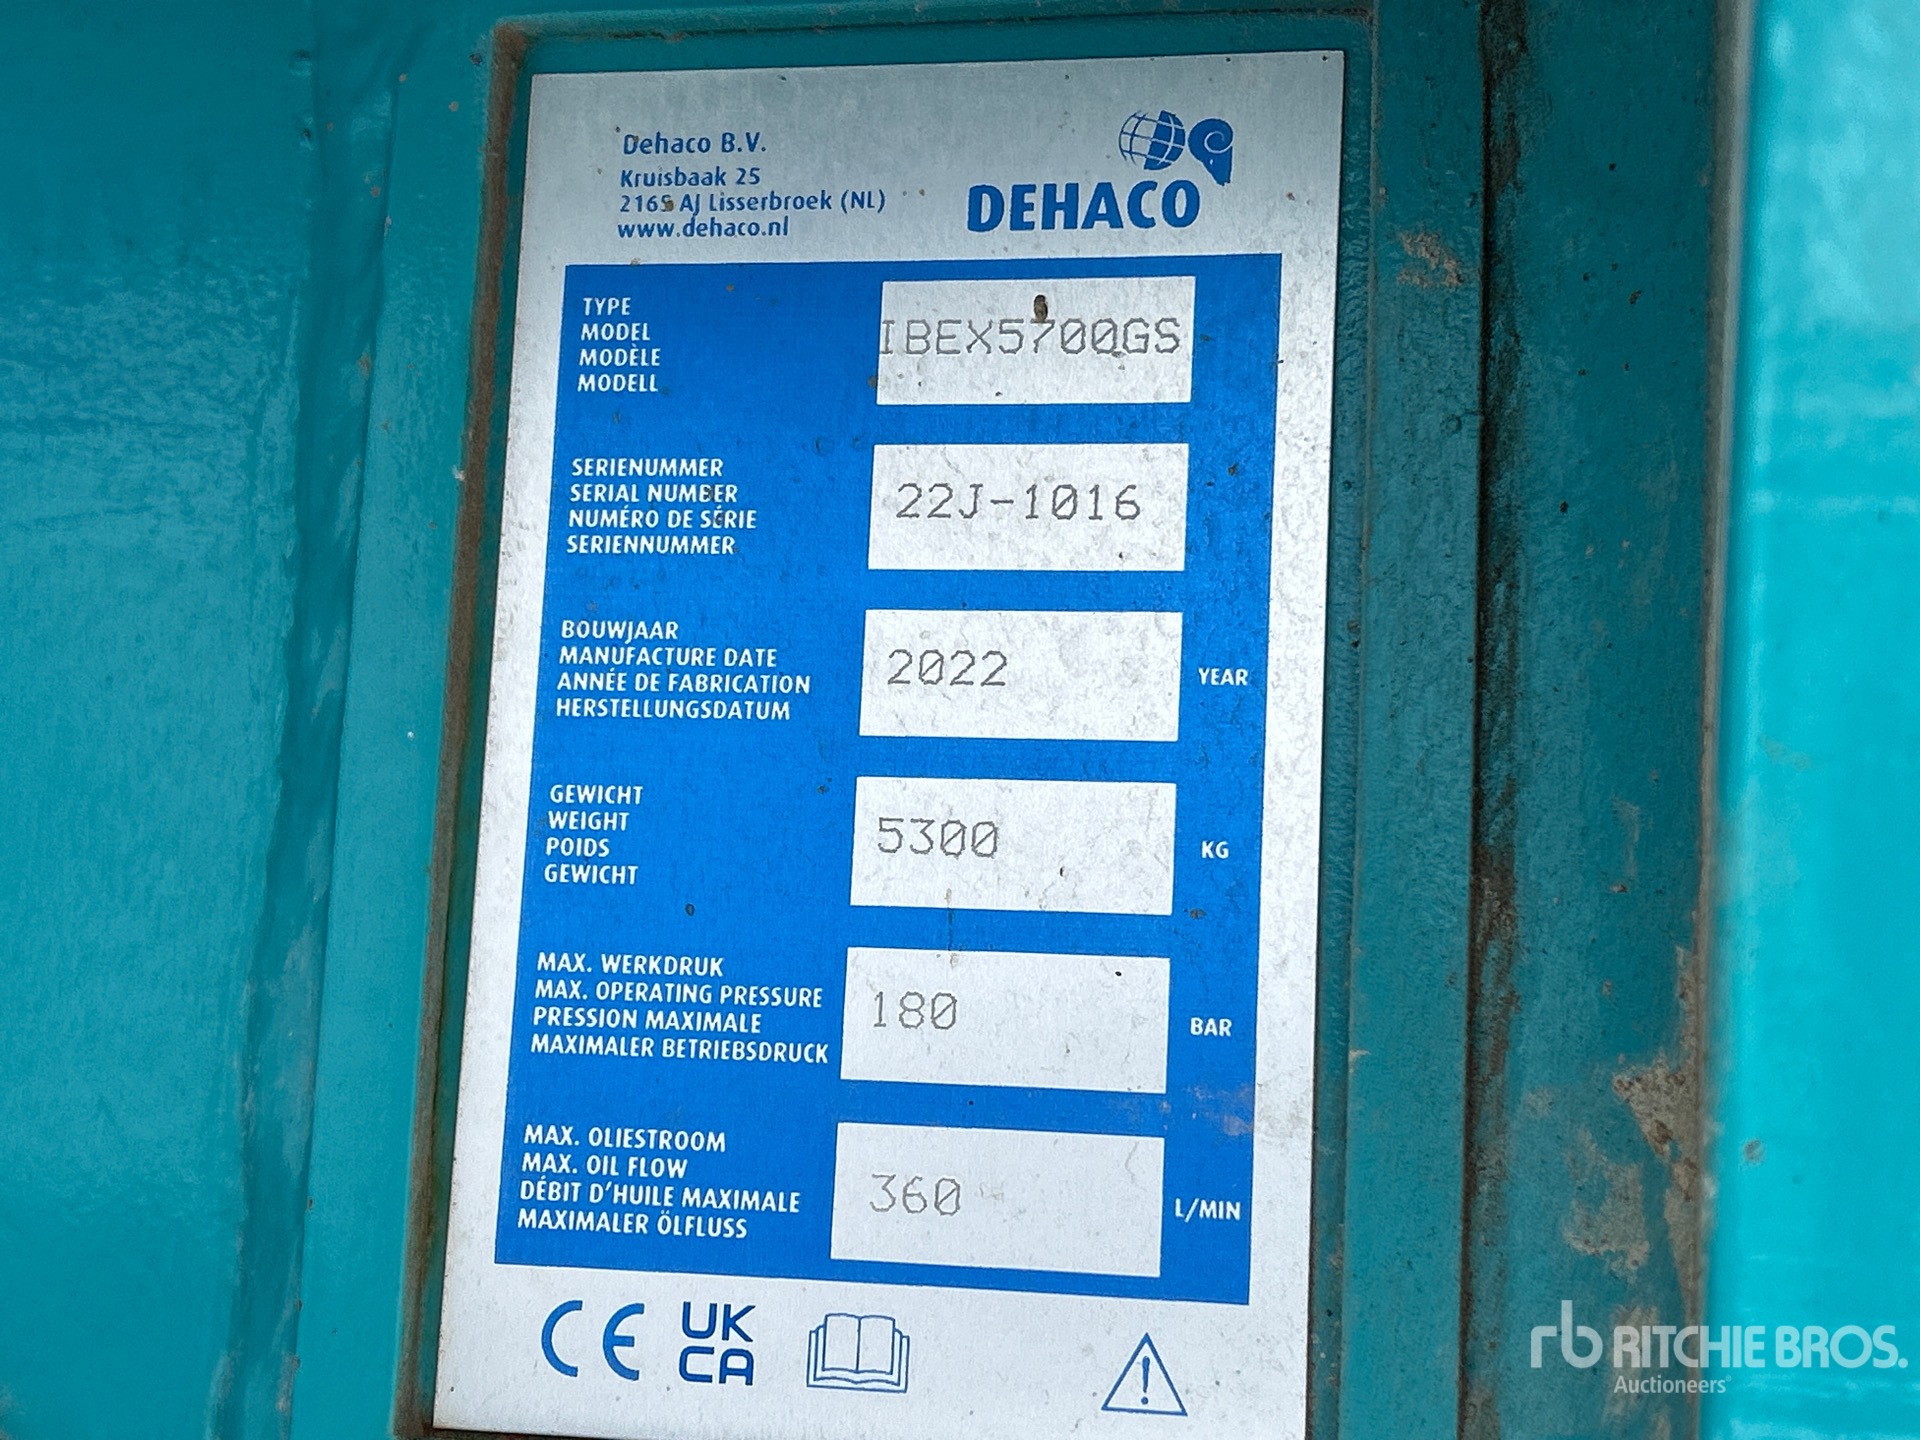 Dehaco B.V.
Kruisbaak 25
2165 AJ Lisserbroek (NL)
www.dehaco.nl
DEHACO
TYPE
MODEL
MODÈLE
MODELL
IBEX5700GS
SERIENUMMER
SERIAL NUMBER
NUMÉRO DE SÉRIE
SERIENNUMMER
22J-1016
BOUWJAAR
MANUFACTURE DATE
ANNÉE DE FABRICATION
HERSTELLUNGSDATUM
2022
YEAR
GEWICHT
WEIGHT
POIDS
GEWICHT
5300
KG
MAX. WERKDRUK
MAX. OPERATING PRESSURE
PRESSION MAXIMALE
MAXIMALER BETRIEBSDRUCK
180
BAR
MAX. OLIESTROOM
MAX. OIL FLOW
DÉBIT D'HUILE MAXIMALE
MAXIMALER ÖLFLUSS
360
L/MIN
CE
UK
CA
rb RITCHIE BROS.
Auctioneers